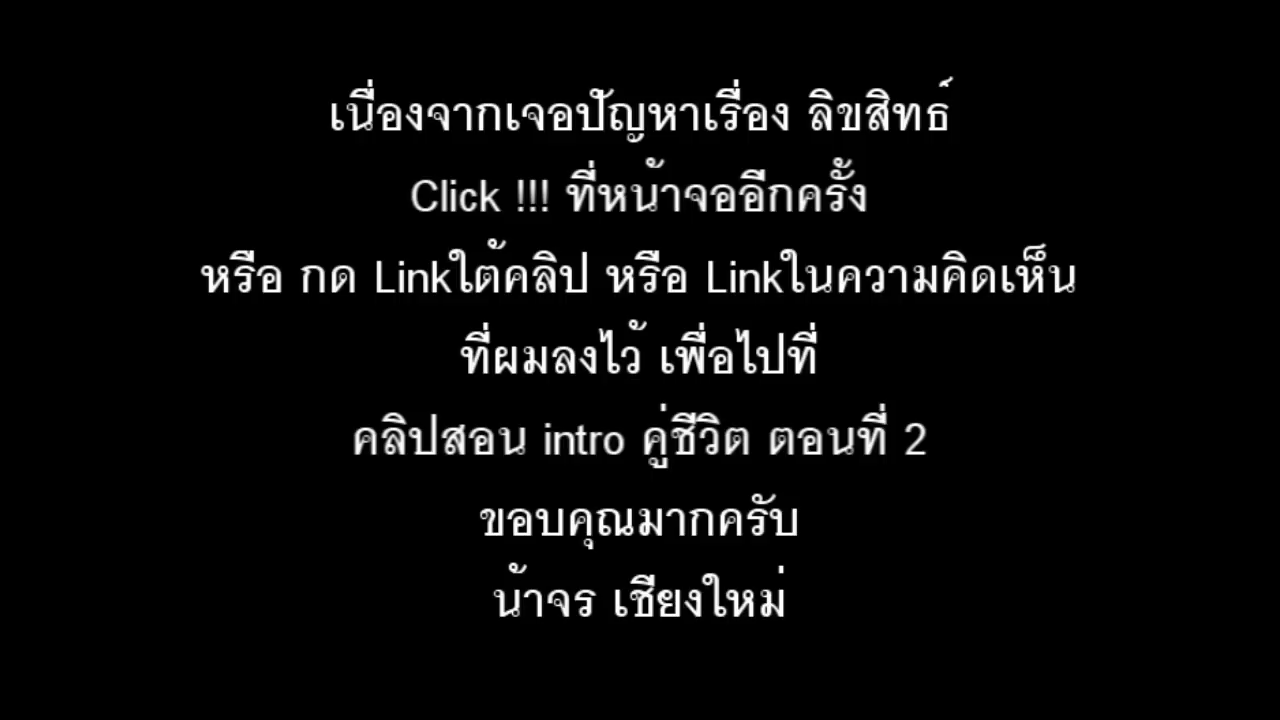 เนื่องจากเจอปัญหาเรื่อง ลิขสิทธ์
Click !!! ที่หน้าจออีกครั้ง
หรือ กด Linkใต้คลิป หรือ Linkในความคิดเห็น
ที่ผมลงไว้ เพื่อไปที่
คลิปสอน intro คู่ชีวิต ตอนที่ 2
ขอบคุณมากครับ
น้าจร เชียงใหม่